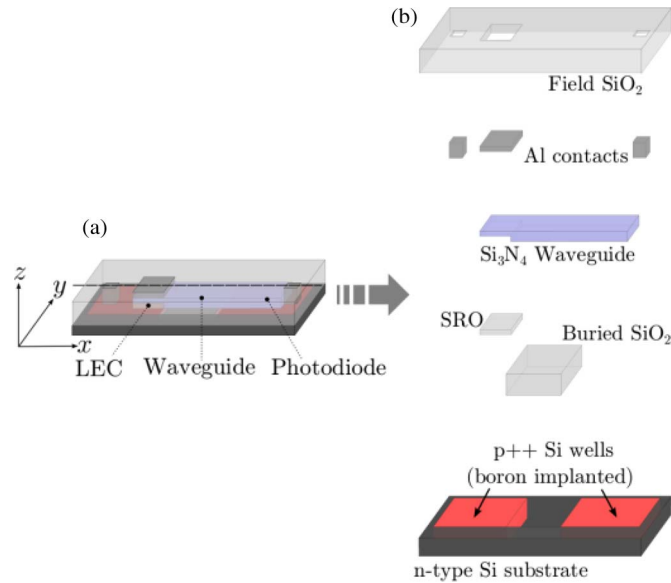 (a)
z
y
x
LEC
Waveguide
Photodiode
(b)
Field SiO₂
Al contacts
Si₃N₄ Waveguide
SRO
Buried SiO₂
p++ Si wells
(boron implanted)
n-type Si substrate